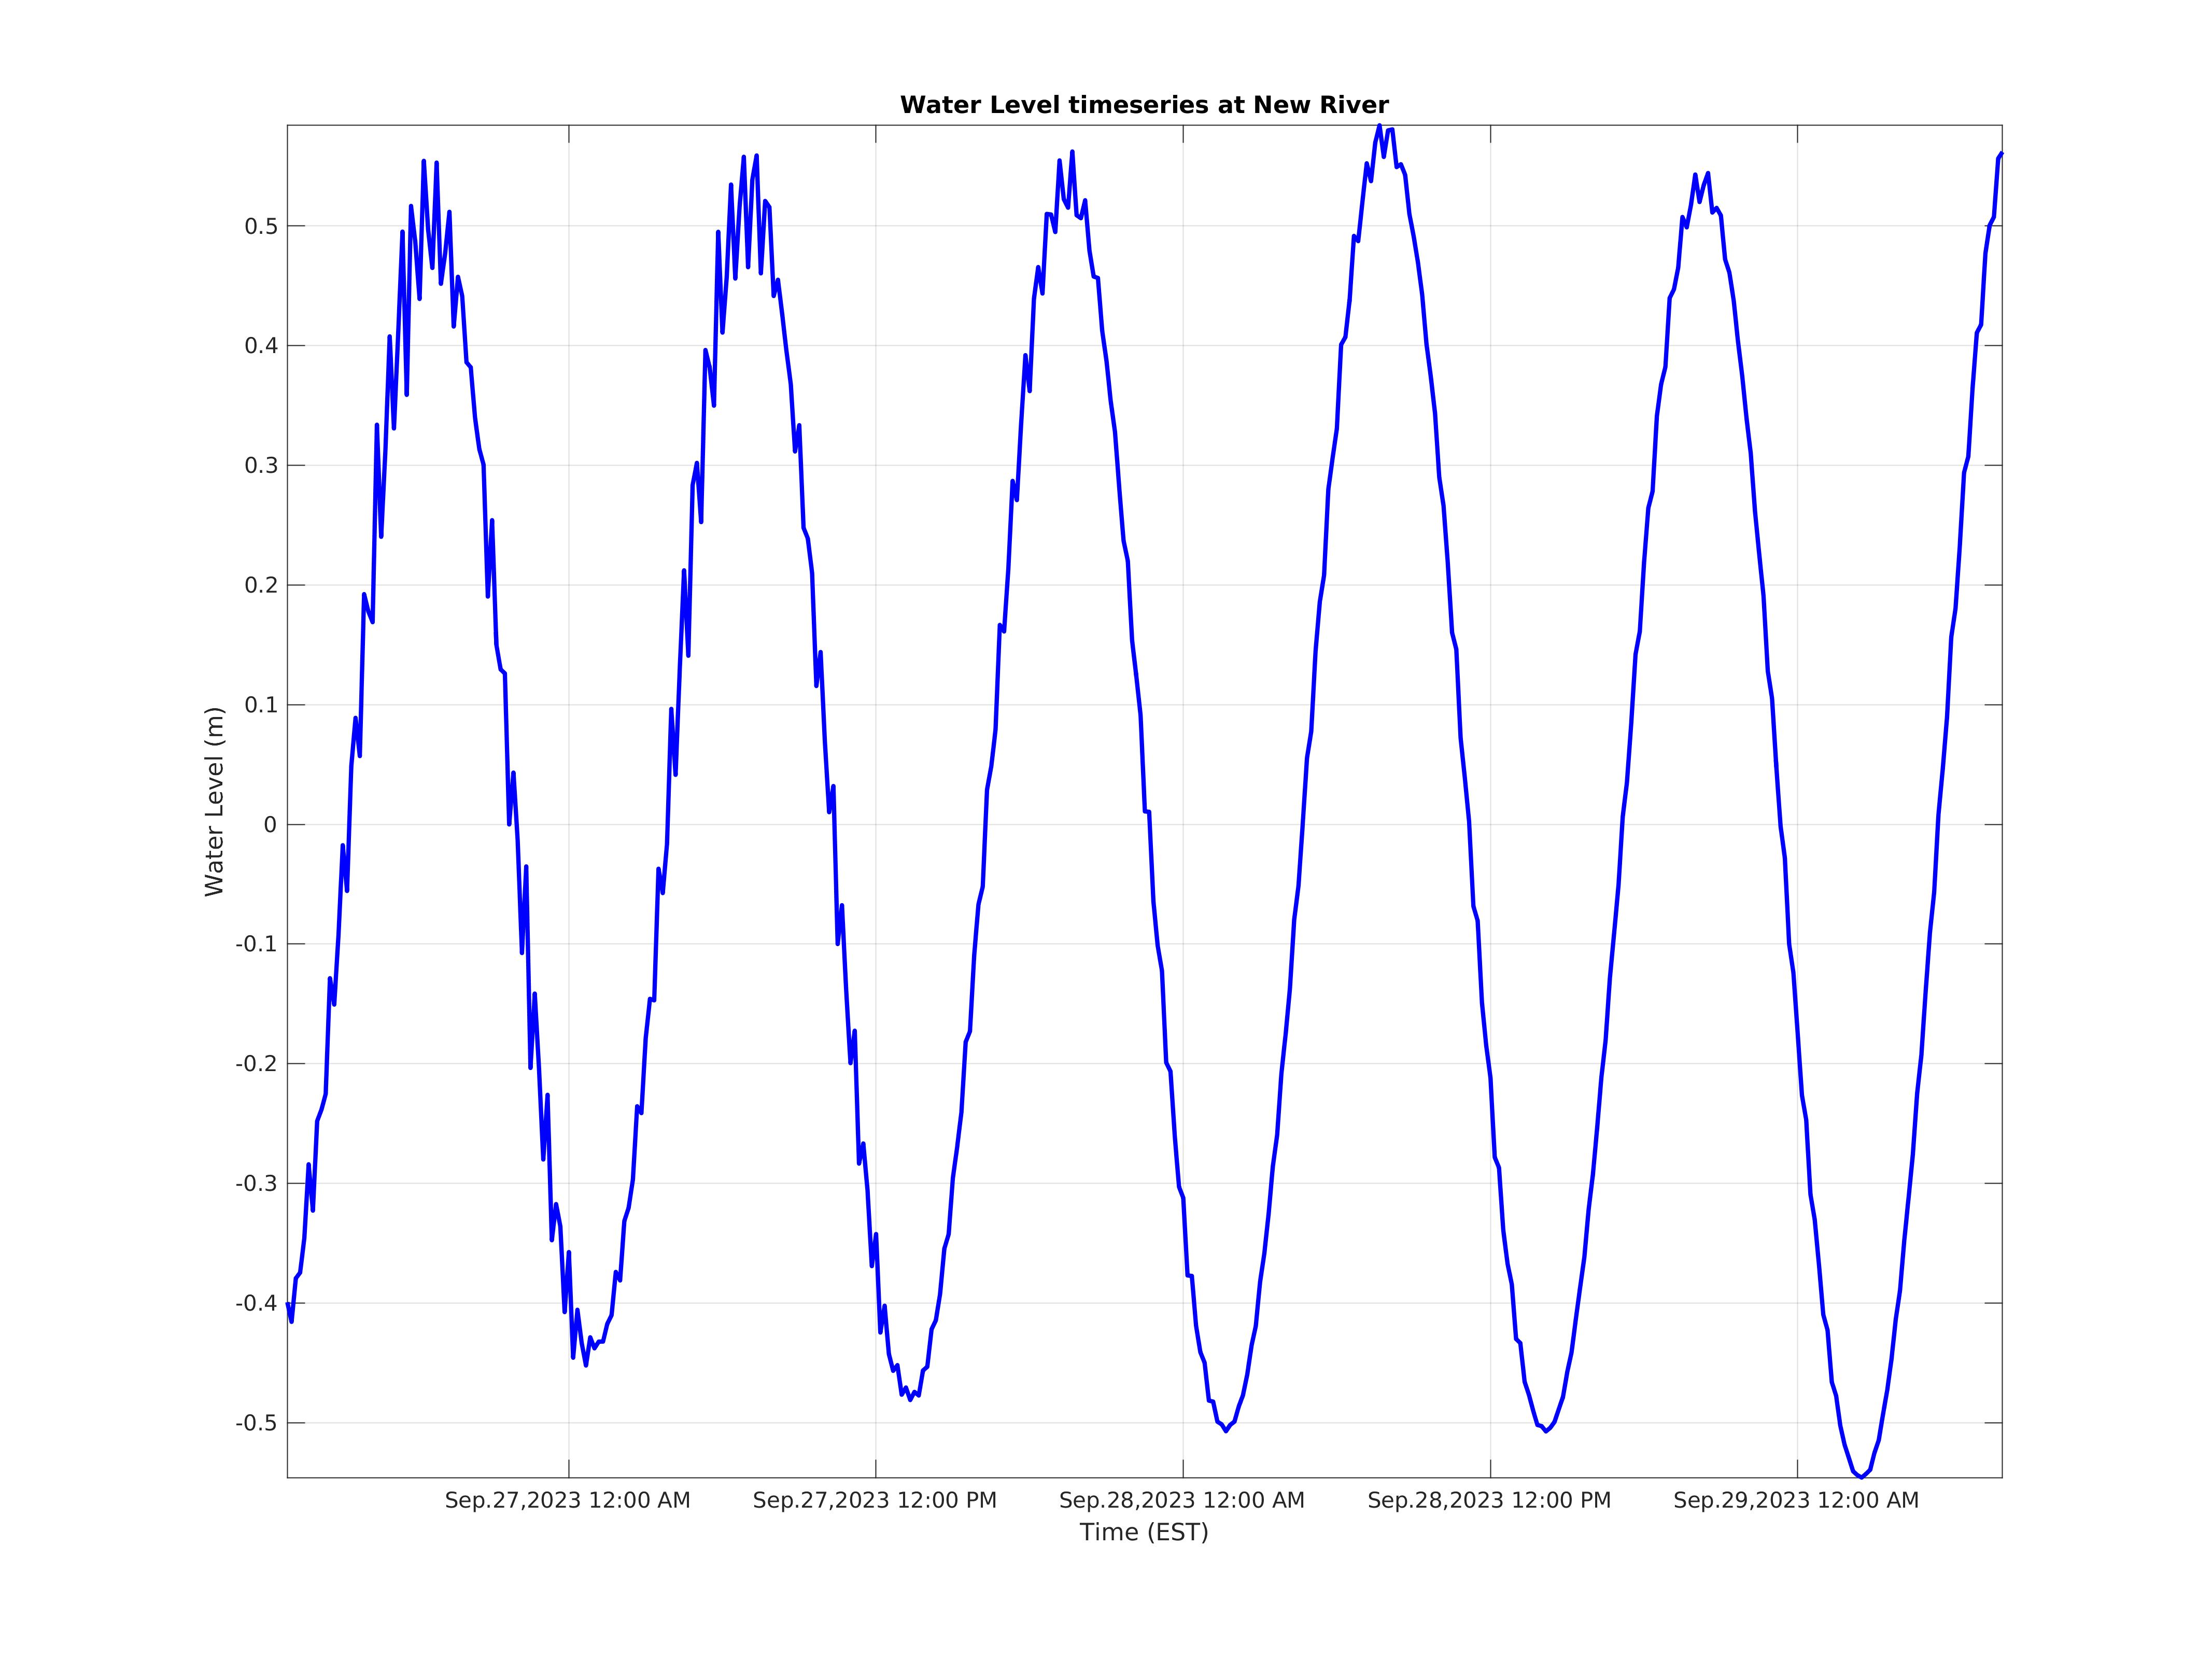 Water Level timeseries at New River
Water Level (m)
0.5
0.4
0.3
0.2
0.1
0
-0.1
-0.2
-0.3
-0.4
-0.5
Sep.27,2023 12:00 AM
Sep.27,2023 12:00 PM
Sep.28,2023 12:00 AM
Sep.28,2023 12:00 PM
Sep.29,2023 12:00 AM
Time (EST)